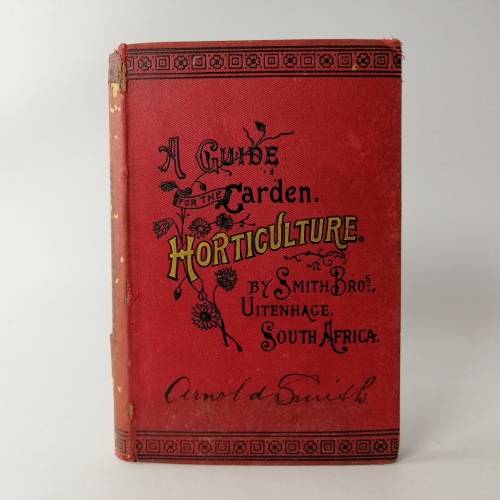 A GUIDE
FOR THE Garden.
HORTICULTURE.
BY SMITH BROS.,
UITENHAGE.
SOUTH AFRICA.
Arnold Smith